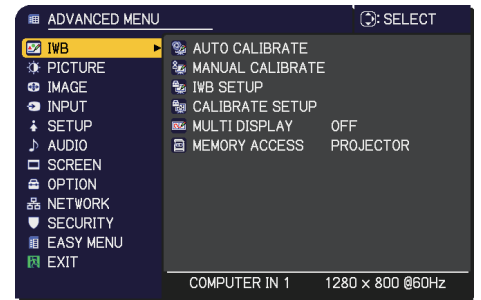 ADVANCED MENU : SELECT
IWB AUTO CALIBRATE
PICTURE MANUAL CALIBRATE
IMAGE IWB SETUP
INPUT CALIBRATE SETUP
SETUP MULTI DISPLAY OFF
AUDIO MEMORY ACCESS PROJECTOR
SCREEN
OPTION
NETWORK
SECURITY
EASY MENU
EXIT
COMPUTER IN 1 1280 x 800 @60Hz